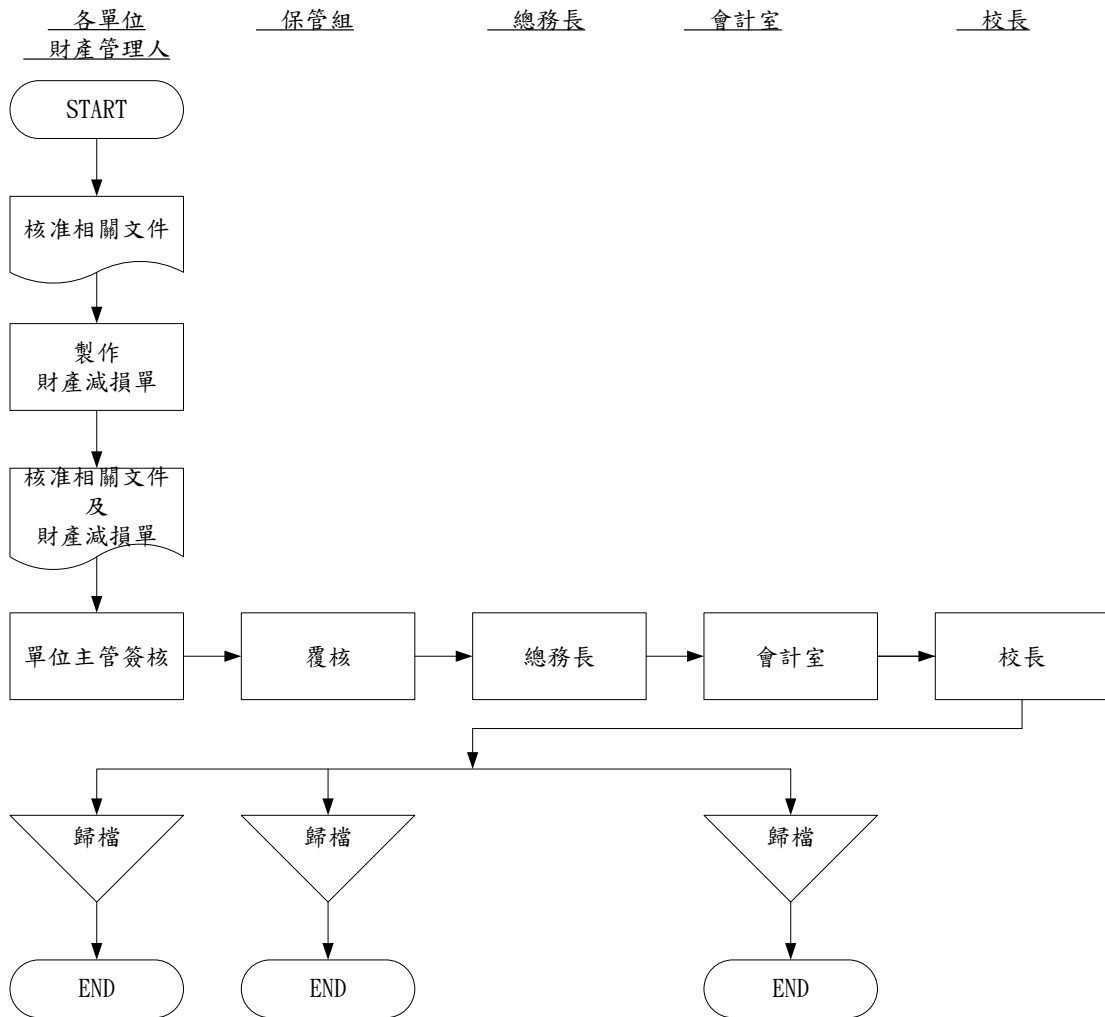 各單位
財產管理人
保管組
總務長
會計室
校長
START
核准相關文件
製作
財產減損單
核准相關文件
及
財產減損單
單位主管簽核
覆核
總務長
會計室
校長
歸檔
歸檔
歸檔
END
END
END